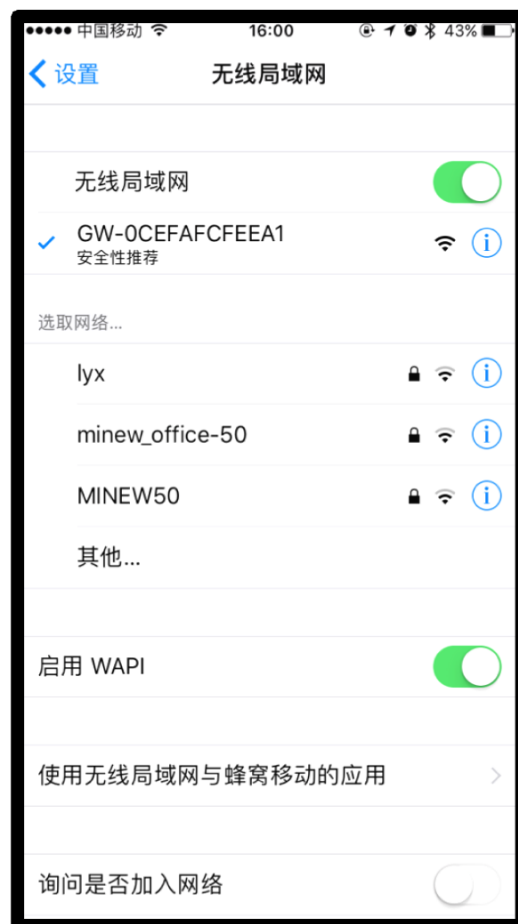 中国移动 16:00 43%
设置 无线局域网
无线局域网
GW-0CEFAFCFEEA1
安全性推荐
选取网络...
lyx
minew_office-50
MINEW50
其他...
启用 WAPI
使用无线局域网与蜂窝移动的应用
询问是否加入网络